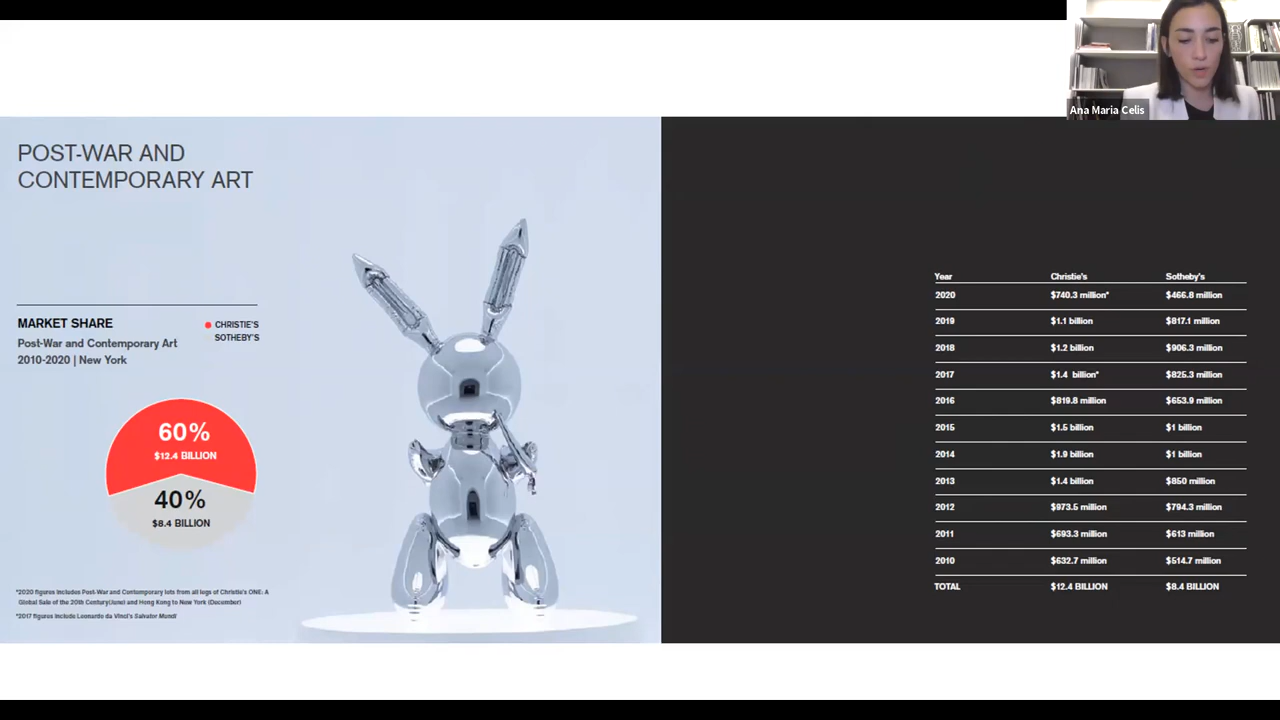 Ana Maria Celis
POST-WAR AND
CONTEMPORARY ART
MARKET SHARE
Post-War and Contemporary Art
2010-2020 | New York
CHRISTIE'S
SOTHEBY'S
60%
$12.4 BILLION
40%
$8.4 BILLION
*2020 figures include Post-War and Contemporary lots from all legs of Christie's ONE: A
Global Sale of the 20th Century(June) and Hong Kong to New York (December)
*2017 figures include Leonardo da Vinci's Salvator Mundi
Year Christie's Sotheby's
2020 $740.3 million* $466.8 million
2019 $1.1 billion $817.1 million
2018 $1.2 billion $906.3 million
2017 $1.4 billion* $825.3 million
2016 $819.8 million $653.9 million
2015 $1.5 billion $1 billion
2014 $1.9 billion $1 billion
2013 $1.4 billion $850 million
2012 $973.5 million $794.3 million
2011 $693.3 million $613 million
2010 $632.7 million $514.7 million
TOTAL $12.4 BILLION $8.4 BILLION